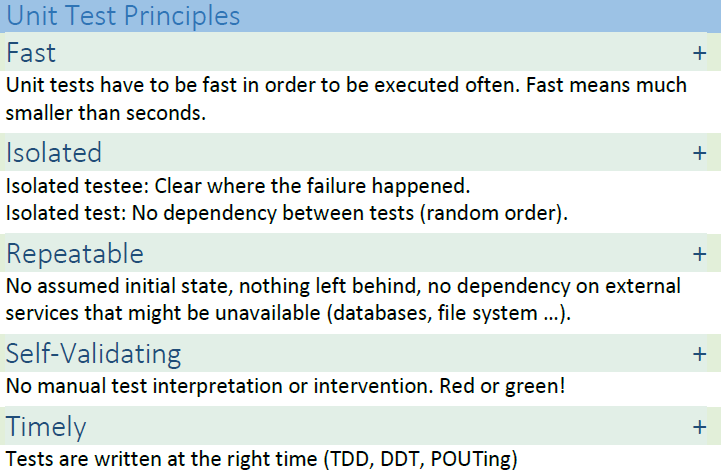 Unit Test Principles
Fast +
Unit tests have to be fast in order to be executed often. Fast means much
smaller than seconds.
Isolated +
Isolated testee: Clear where the failure happened.
Isolated test: No dependency between tests (random order).
Repeatable +
No assumed initial state, nothing left behind, no dependency on external
services that might be unavailable (databases, file system …).
Self-Validating +
No manual test interpretation or intervention. Red or green!
Timely +
Tests are written at the right time (TDD, DDT, POUTing)